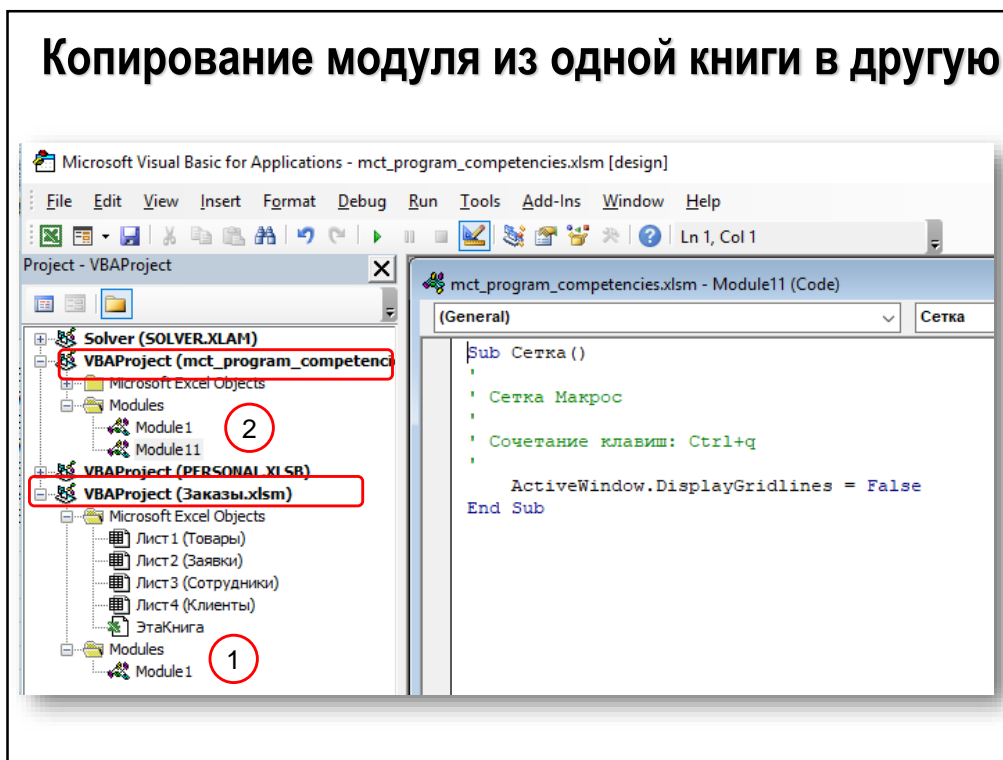 Копирование модуля из одной книги в другую
Microsoft Visual Basic for Applications - mct_program_competencies.xlsm [design]
File Edit View Insert Format Debug Run Tools Add-Ins Window Help
Ln 1, Col 1
Project - VBAProject
Solver (SOLVER.XLAM)
VBAProject (mct_program_competenci
Microsoft Excel Objects
Modules
Module1
2
Module11
VBAProject (PERSONAL.XLSB)
VBAProject (Заказы.xlsm)
Microsoft Excel Objects
Лист1 (Товары)
Лист2 (Заявки)
Лист3 (Сотрудники)
Лист4 (Клиенты)
ЭтаКнига
Modules
1
Module1
mct_program_competencies.xlsm - Module11 (Code)
(General) Сетка
Sub Сетка()
'
' Сетка Макрос
'
' Сочетание клавиш: Ctrl+q
'
ActiveWindow.DisplayGridlines = False
End Sub